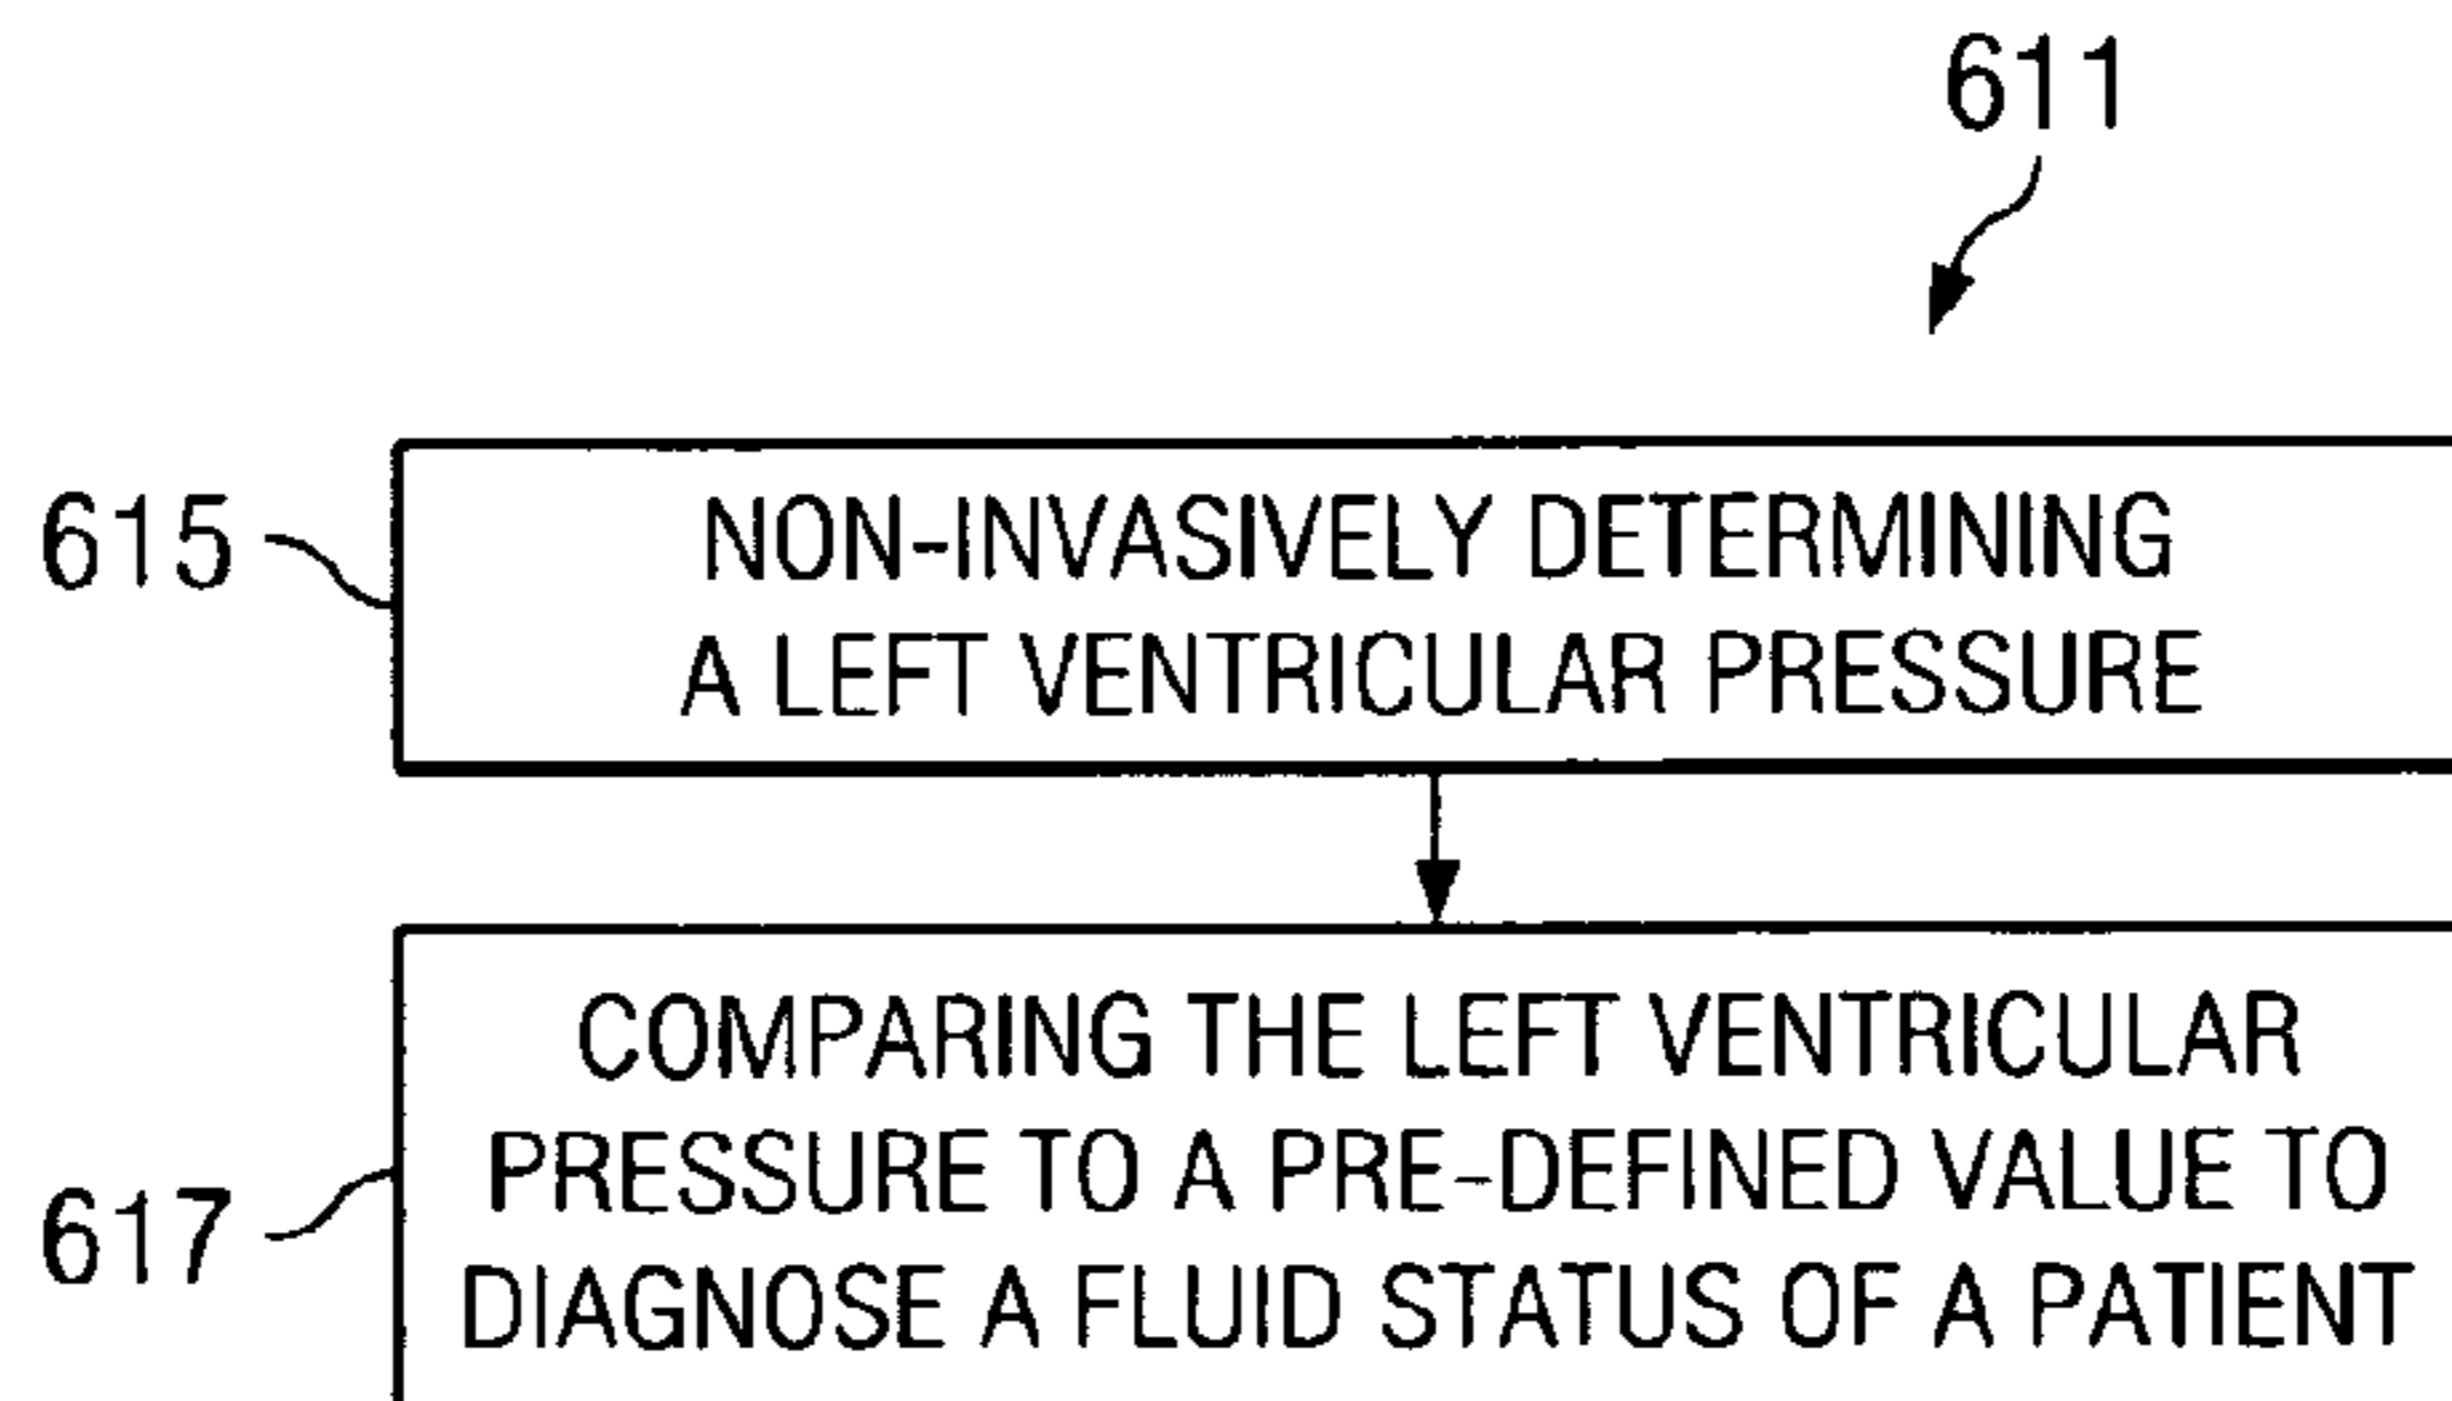 611
615
NON-INVASIVELY DETERMINING
A LEFT VENTRICULAR PRESSURE
617
COMPARING THE LEFT VENTRICULAR
PRESSURE TO A PRE-DEFINED VALUE TO
DIAGNOSE A FLUID STATUS OF A PATIENT